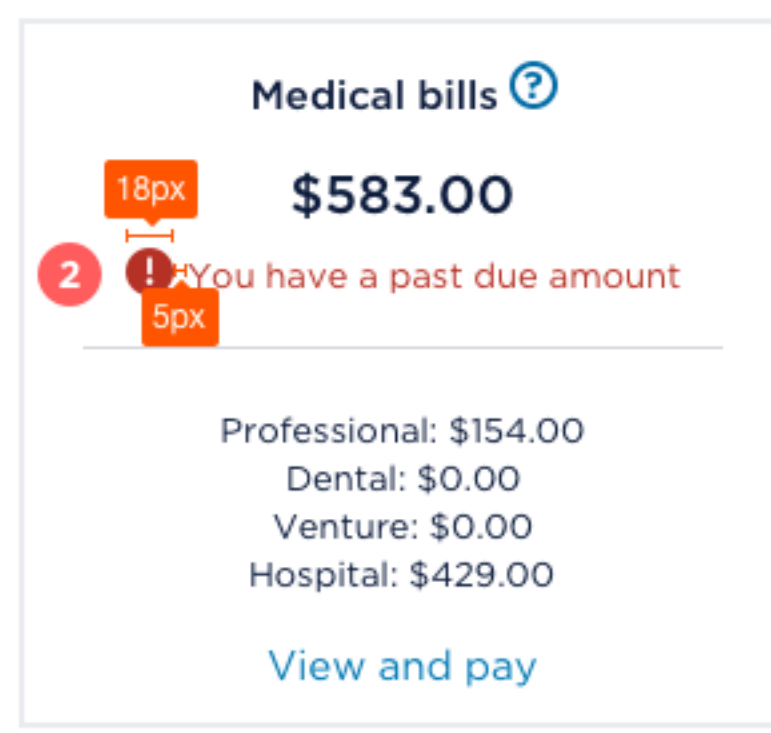 Medical bills ?
18px
$583.00
2 ! You have a past due amount
5px
Professional: $154.00
Dental: $0.00
Venture: $0.00
Hospital: $429.00
View and pay